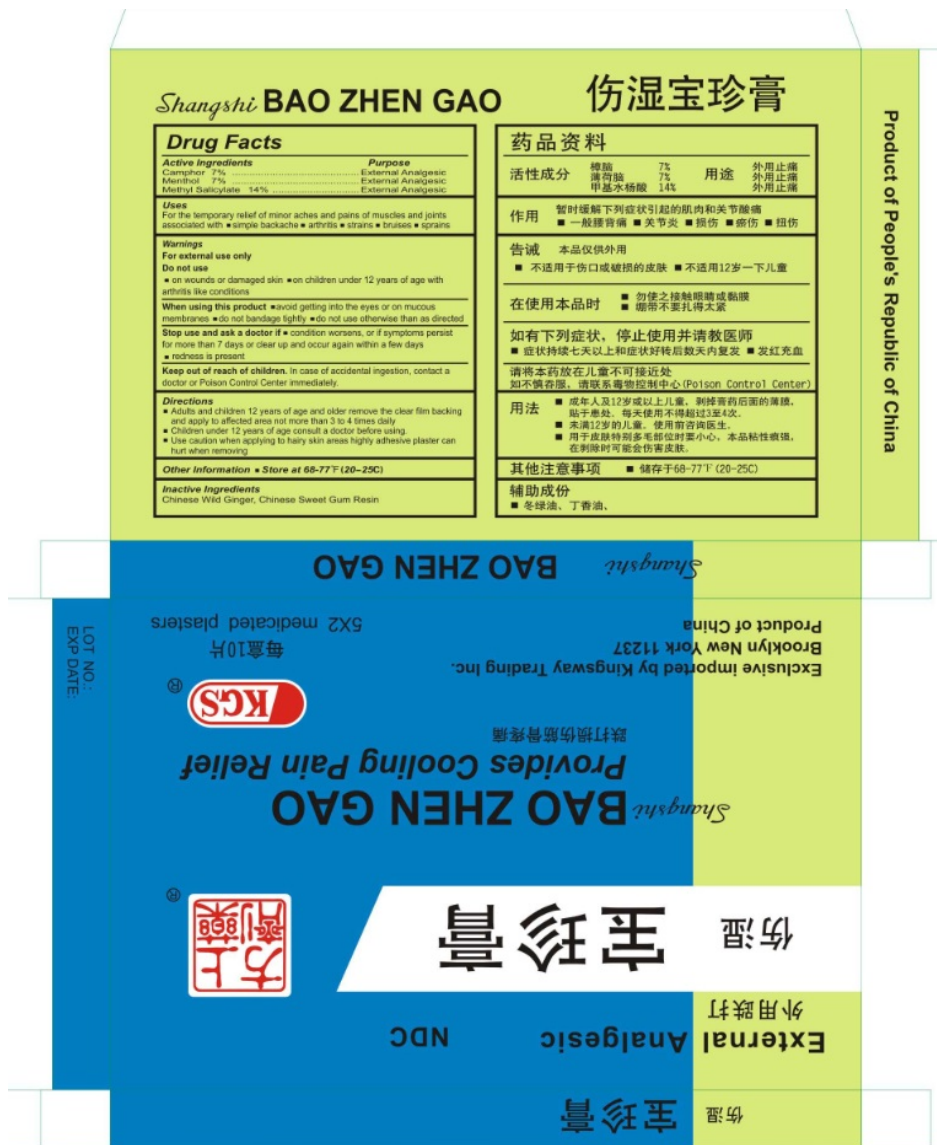 Shangshi BAO ZHEN GAO
伤湿宝珍膏
Drug Facts
Active Ingredients Purpose
Camphor 7% External Analgesic
Menthol 7% External Analgesic
Methyl Salicylate 14% External Analgesic
Uses
For the temporary relief of minor aches and pains of muscles and joints
associated with ■ simple backache ■ arthritis ■ strains ■ bruises ■ sprains
Warnings
For external use only
Do not use
■ on wounds or damaged skin ■ on children under 12 years of age with
arthritis like conditions
When using this product ■ avoid getting into the eyes or on mucous
membranes ■ do not bandage tightly ■ do not use otherwise than as directed
Stop use and ask a doctor if ■ condition worsens, or if symptoms persist
for more than 7 days or clear up and occur again within a few days
■ redness is present
Keep out of reach of children. In case of accidental ingestion, contact a
doctor or Poison Control Center immediately.
Directions
■ Adults and children 12 years of age and older remove the clear film backing
and apply to affected area not more than 3 to 4 times daily
■ Children under 12 years of age consult a doctor before using.
■ Use caution when applying to hairy skin areas highly adhesive plaster can
hurt when removing
Other Information ■ Store at 68-77℉(20-25C)
Inactive Ingredients
Chinese Wild Ginger, Chinese Sweet Gum Resin
药品资料
活性成分 樟脑 7% 用途 外用止痛
薄荷脑 7% 外用止痛
甲基水杨酸 14% 外用止痛
作用 暂时缓解下列症状引起的肌肉和关节酸痛
■ 一般腰背痛 ■ 关节炎 ■ 损伤 ■ 瘀伤 ■ 扭伤
告诫 本品仅供外用
■ 不适用于伤口或破损的皮肤 ■ 不适用12岁一下儿童
在使用本品时 ■ 勿使之接触眼睛或黏膜
■ 绷带不要扎得太紧
如有下列症状，停止使用并请教医师
■ 症状持续七天以上和症状好转后数天内复发 ■ 发红充血
请将本药放在儿童不可接近处
如不慎吞服，请联系毒物控制中心(Poison Control Center)
用法 ■ 成年人及12岁或以上儿童，剥掉膏药后面的薄膜，
贴于患处，每天使用不得超过3至4次。
■ 未满12岁的儿童，使用前咨询医生。
■ 用于皮肤特别多毛部位时要小心，本品粘性很强，
在剥除时可能会伤害皮肤。
其他注意事项 ■ 储存于68-77℉(20-25C)
辅助成份
■ 冬绿油、丁香油、
Product of People's Republic of China
Shangshi BAO ZHEN GAO
伤湿 宝珍膏
External Analgesic NDC
外用跌打
伤湿 宝珍膏
方上藥劑 ®
Shangshi BAO ZHEN GAO
Provides Cooling Pain Relief
跌打损伤筋骨疼痛
KGS ®
Exclusive imported by Kingsway Trading Inc.
Brooklyn New York 11237
Product of China
每盒10片
5X2 medicated plasters
LOT NO.:
EXP DATE: